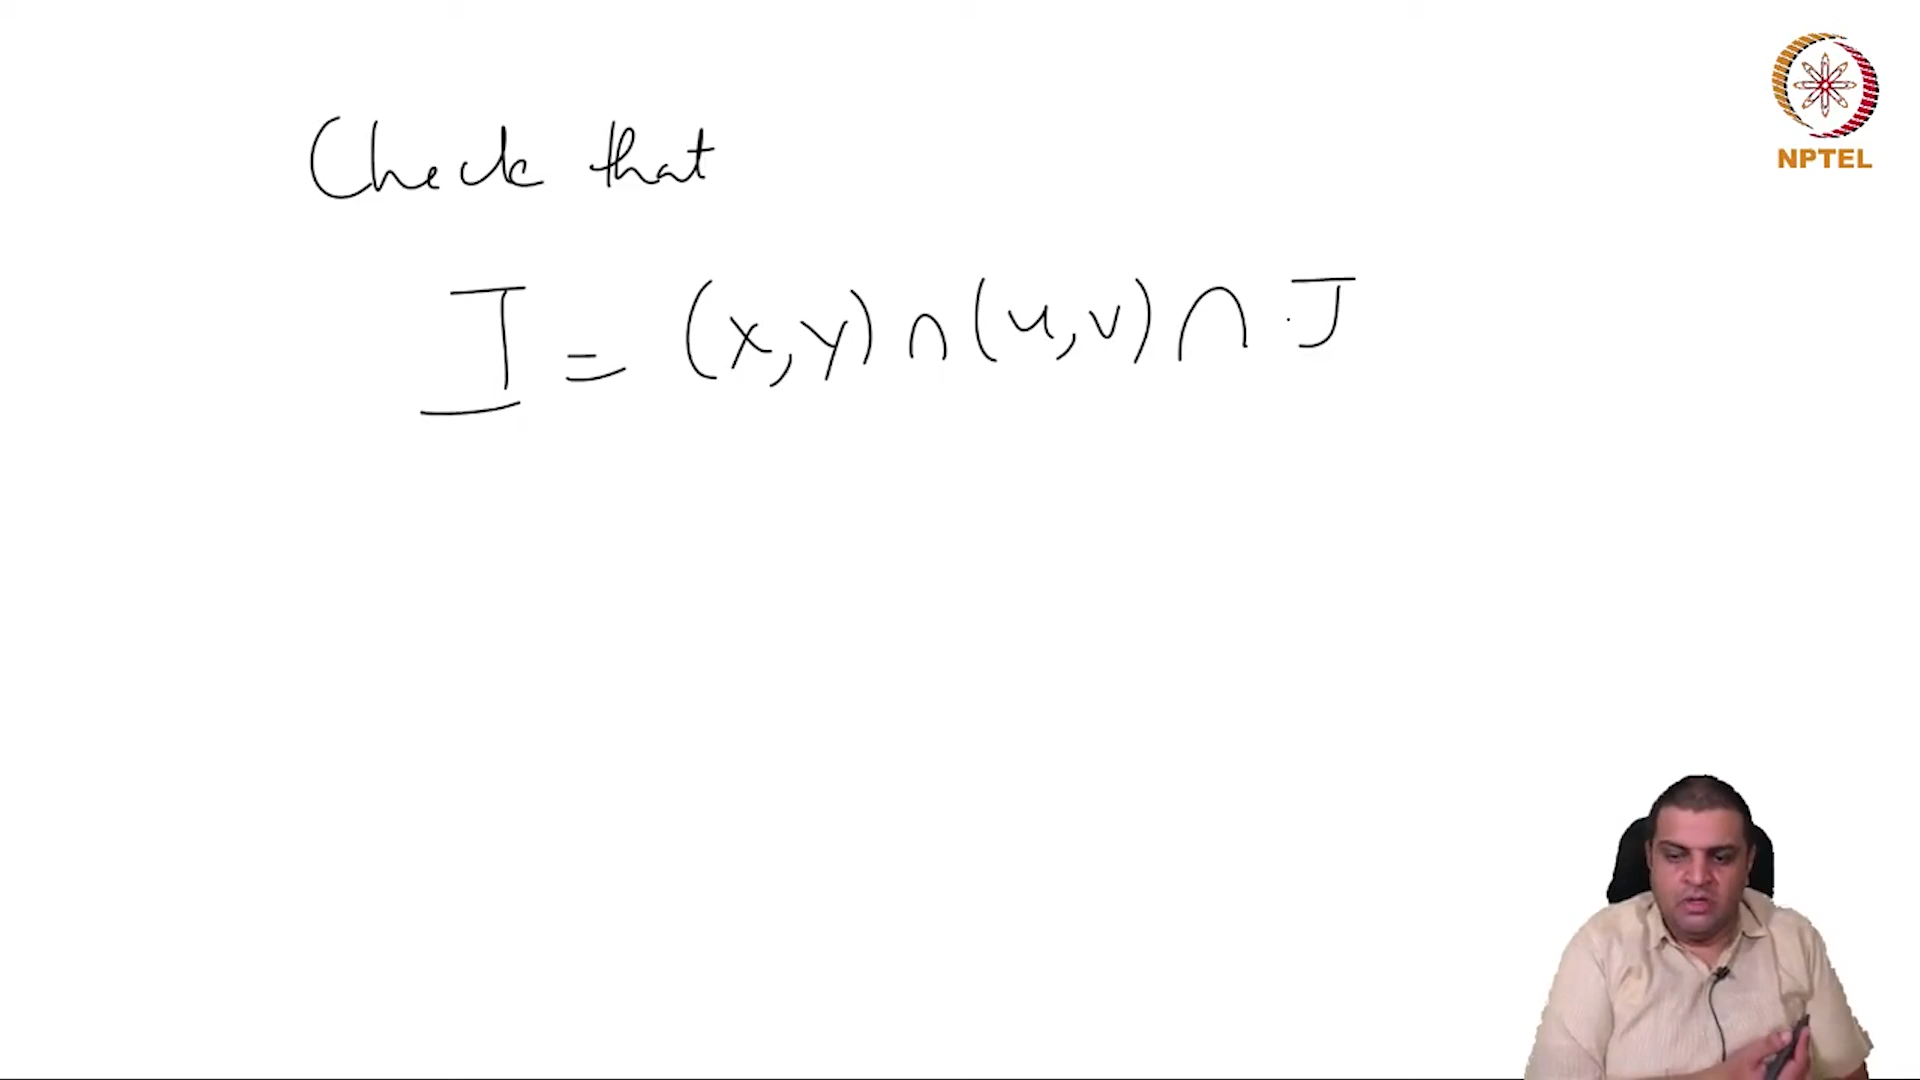 NPTEL
Check that
I = (x,y) ∩ (u,v) ∩ J